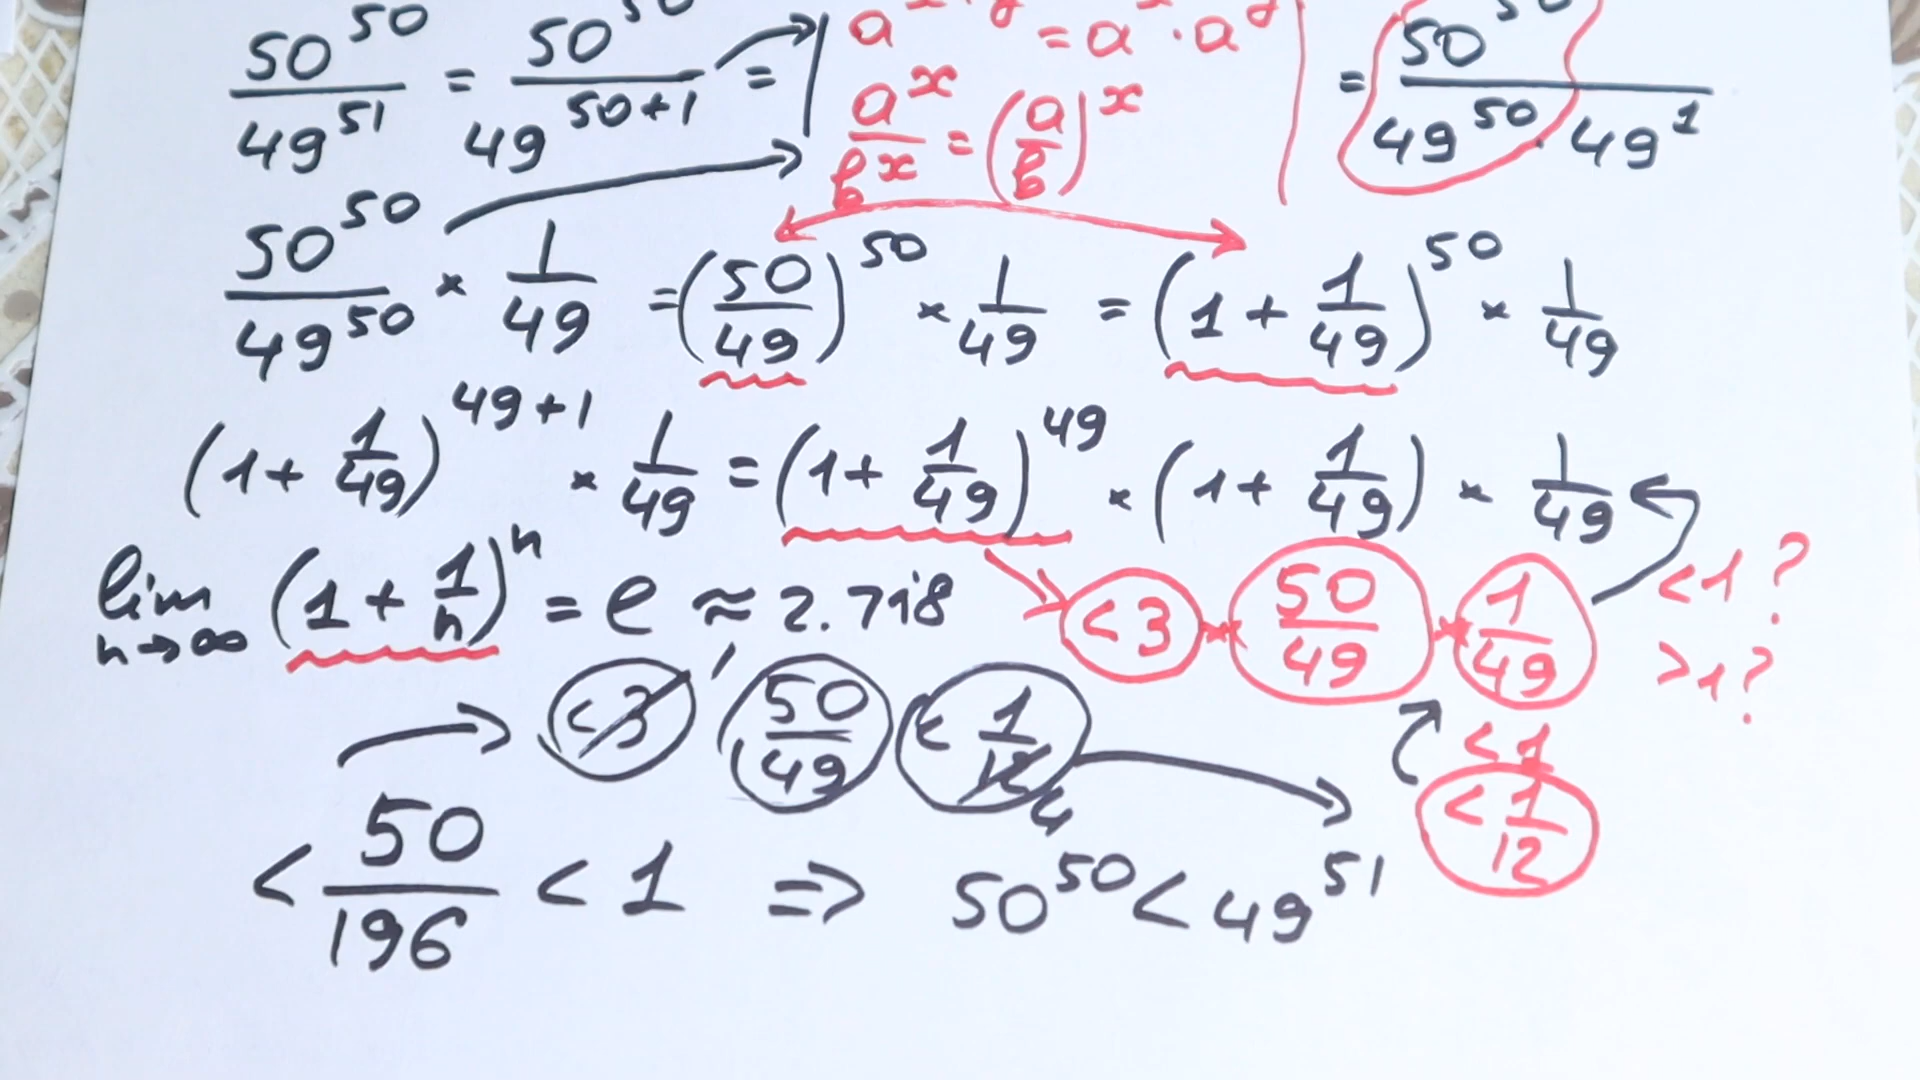 50^50 / 49^51 = 50^50 / 49^(50+1) = | a^(x+y) = a^x · a^y | = 50^50 / (49^50 · 49^1)
a^x / b^x = (a/b)^x
50^50 / 49^50 × 1/49 = (50/49)^50 × 1/49 = (1 + 1/49)^50 × 1/49
(1 + 1/49)^(49+1) × 1/49 = (1 + 1/49)^49 × (1 + 1/49) × 1/49
lim n→∞ (1 + 1/n)^n = e ≈ 2.718
<3 × 50/49 × 1/49 <1? >1?
<1
<1/12
<3 50/49 < 1/12 4
< 50/196 < 1 ⇒ 50^50 < 49^51